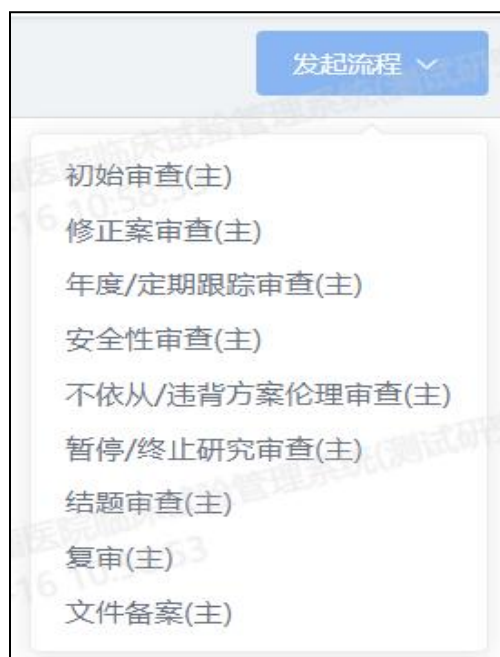 发起流程
初始审查(主)
修正案审查(主)
年度/定期跟踪审查(主)
安全性审查(主)
不依从/违背方案伦理审查(主)
暂停/终止研究审查(主)
结题审查(主)
复审(主)
文件备案(主)